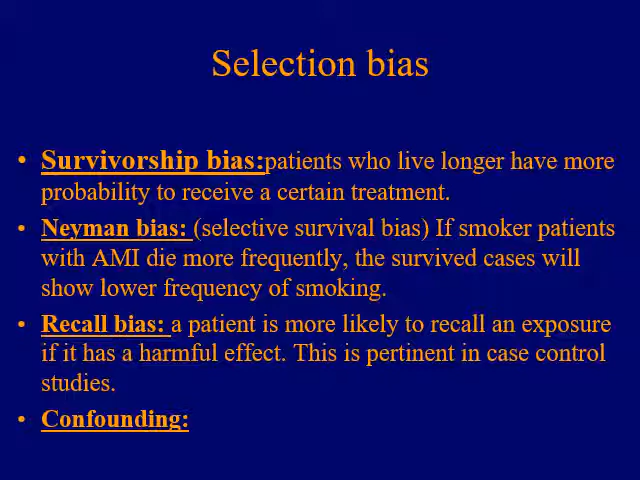 Selection bias
• Survivorship bias:patients who live longer have more
probability to receive a certain treatment.
• Neyman bias: (selective survival bias) If smoker patients
with AMI die more frequently, the survived cases will
show lower frequency of smoking.
• Recall bias: a patient is more likely to recall an exposure
if it has a harmful effect. This is pertinent in case control
studies.
• Confounding: